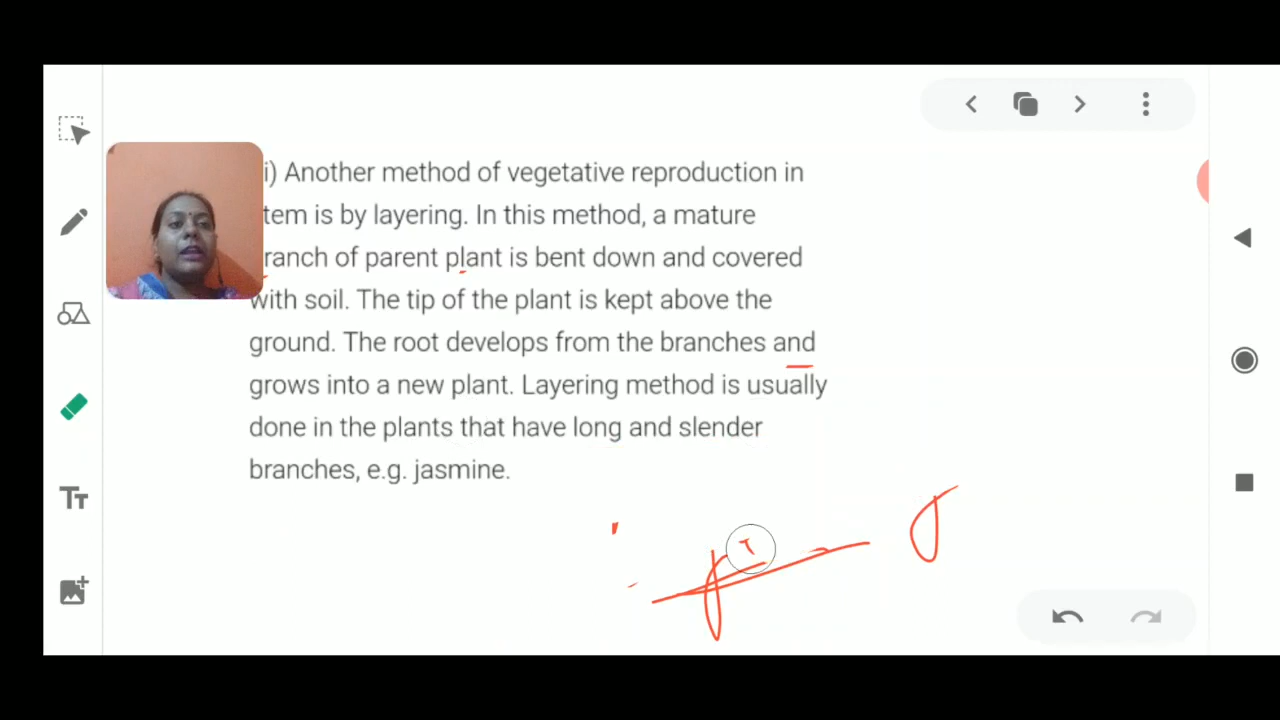 i) Another method of vegetative reproduction in
tem is by layering. In this method, a mature
ranch of parent plant is bent down and covered
with soil. The tip of the plant is kept above the
ground. The root develops from the branches and
grows into a new plant. Layering method is usually
done in the plants that have long and slender
branches, e.g. jasmine.
TT